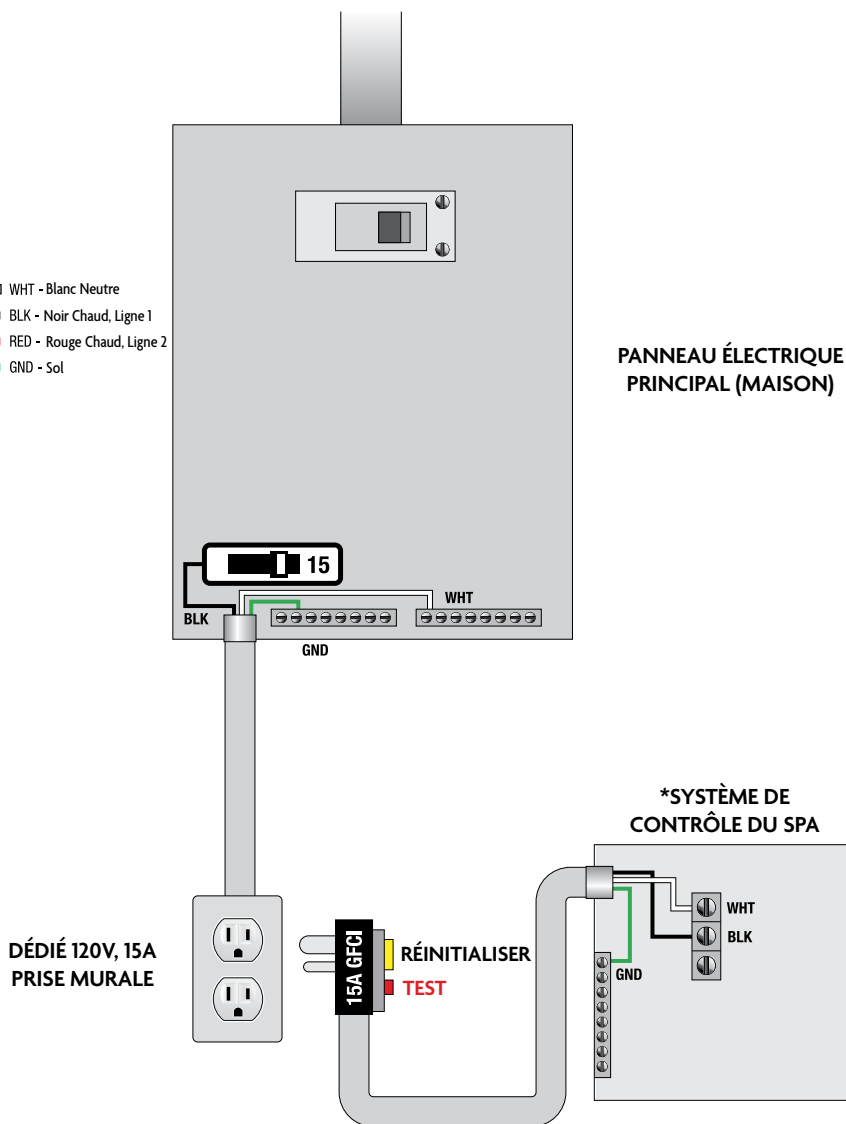 WHT - Blanc Neutre
BLK - Noir Chaud, Ligne 1
RED - Rouge Chaud, Ligne 2
GND - Sol
PANNEAU ÉLECTRIQUE
PRINCIPAL (MAISON)
15
WHT
BLK
GND
*SYSTÈME DE
CONTRÔLE DU SPA
WHT
BLK
GND
DÉDIÉ 120V, 15A
PRISE MURALE
15A GFCI
RÉINITIALISER
TEST